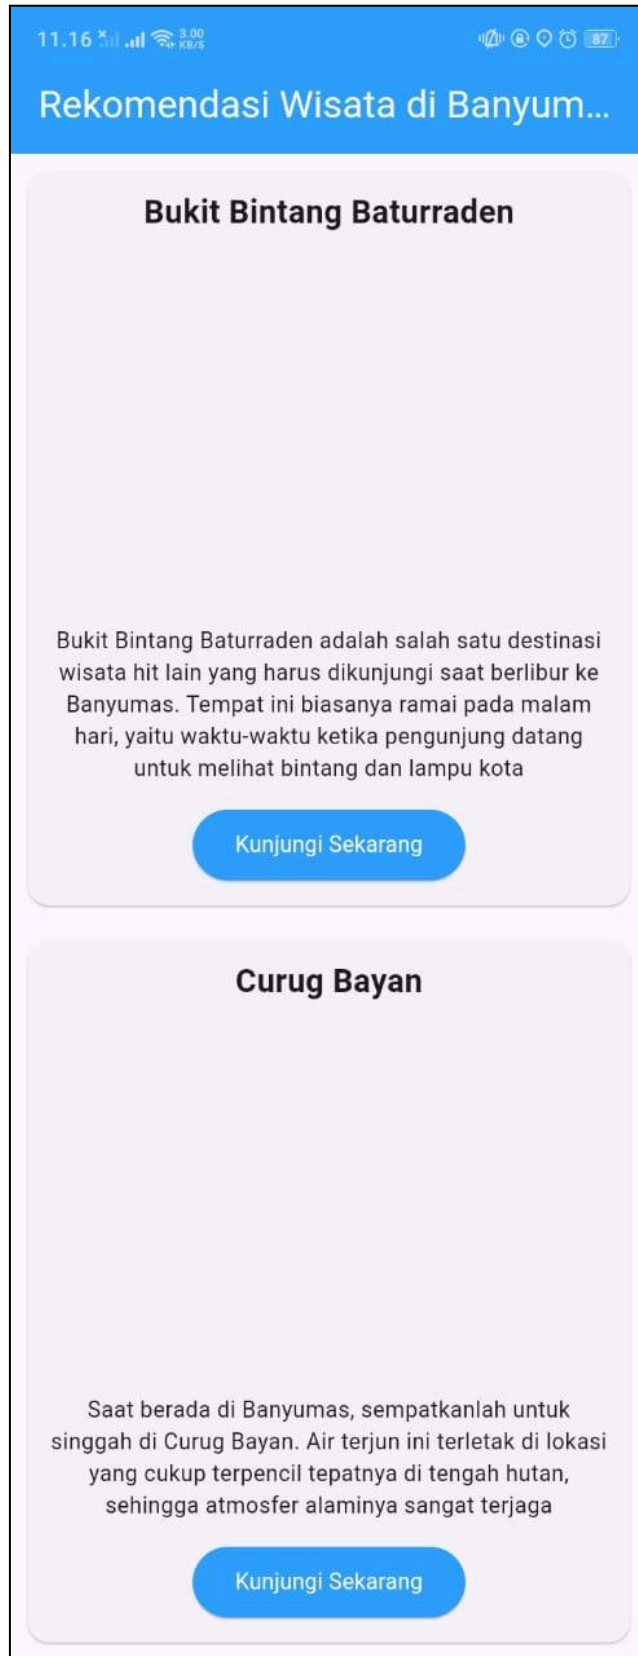 11.16 3.00 KB/S 87
Rekomendasi Wisata di Banyum...
Bukit Bintang Baturraden
Bukit Bintang Baturraden adalah salah satu destinasi
wisata hit lain yang harus dikunjungi saat berlibur ke
Banyumas. Tempat ini biasanya ramai pada malam
hari, yaitu waktu-waktu ketika pengunjung datang
untuk melihat bintang dan lampu kota
Kunjungi Sekarang
Curug Bayan
Saat berada di Banyumas, sempatkanlah untuk
singgah di Curug Bayan. Air terjun ini terletak di lokasi
yang cukup terpencil tepatnya di tengah hutan,
sehingga atmosfer alaminya sangat terjaga
Kunjungi Sekarang